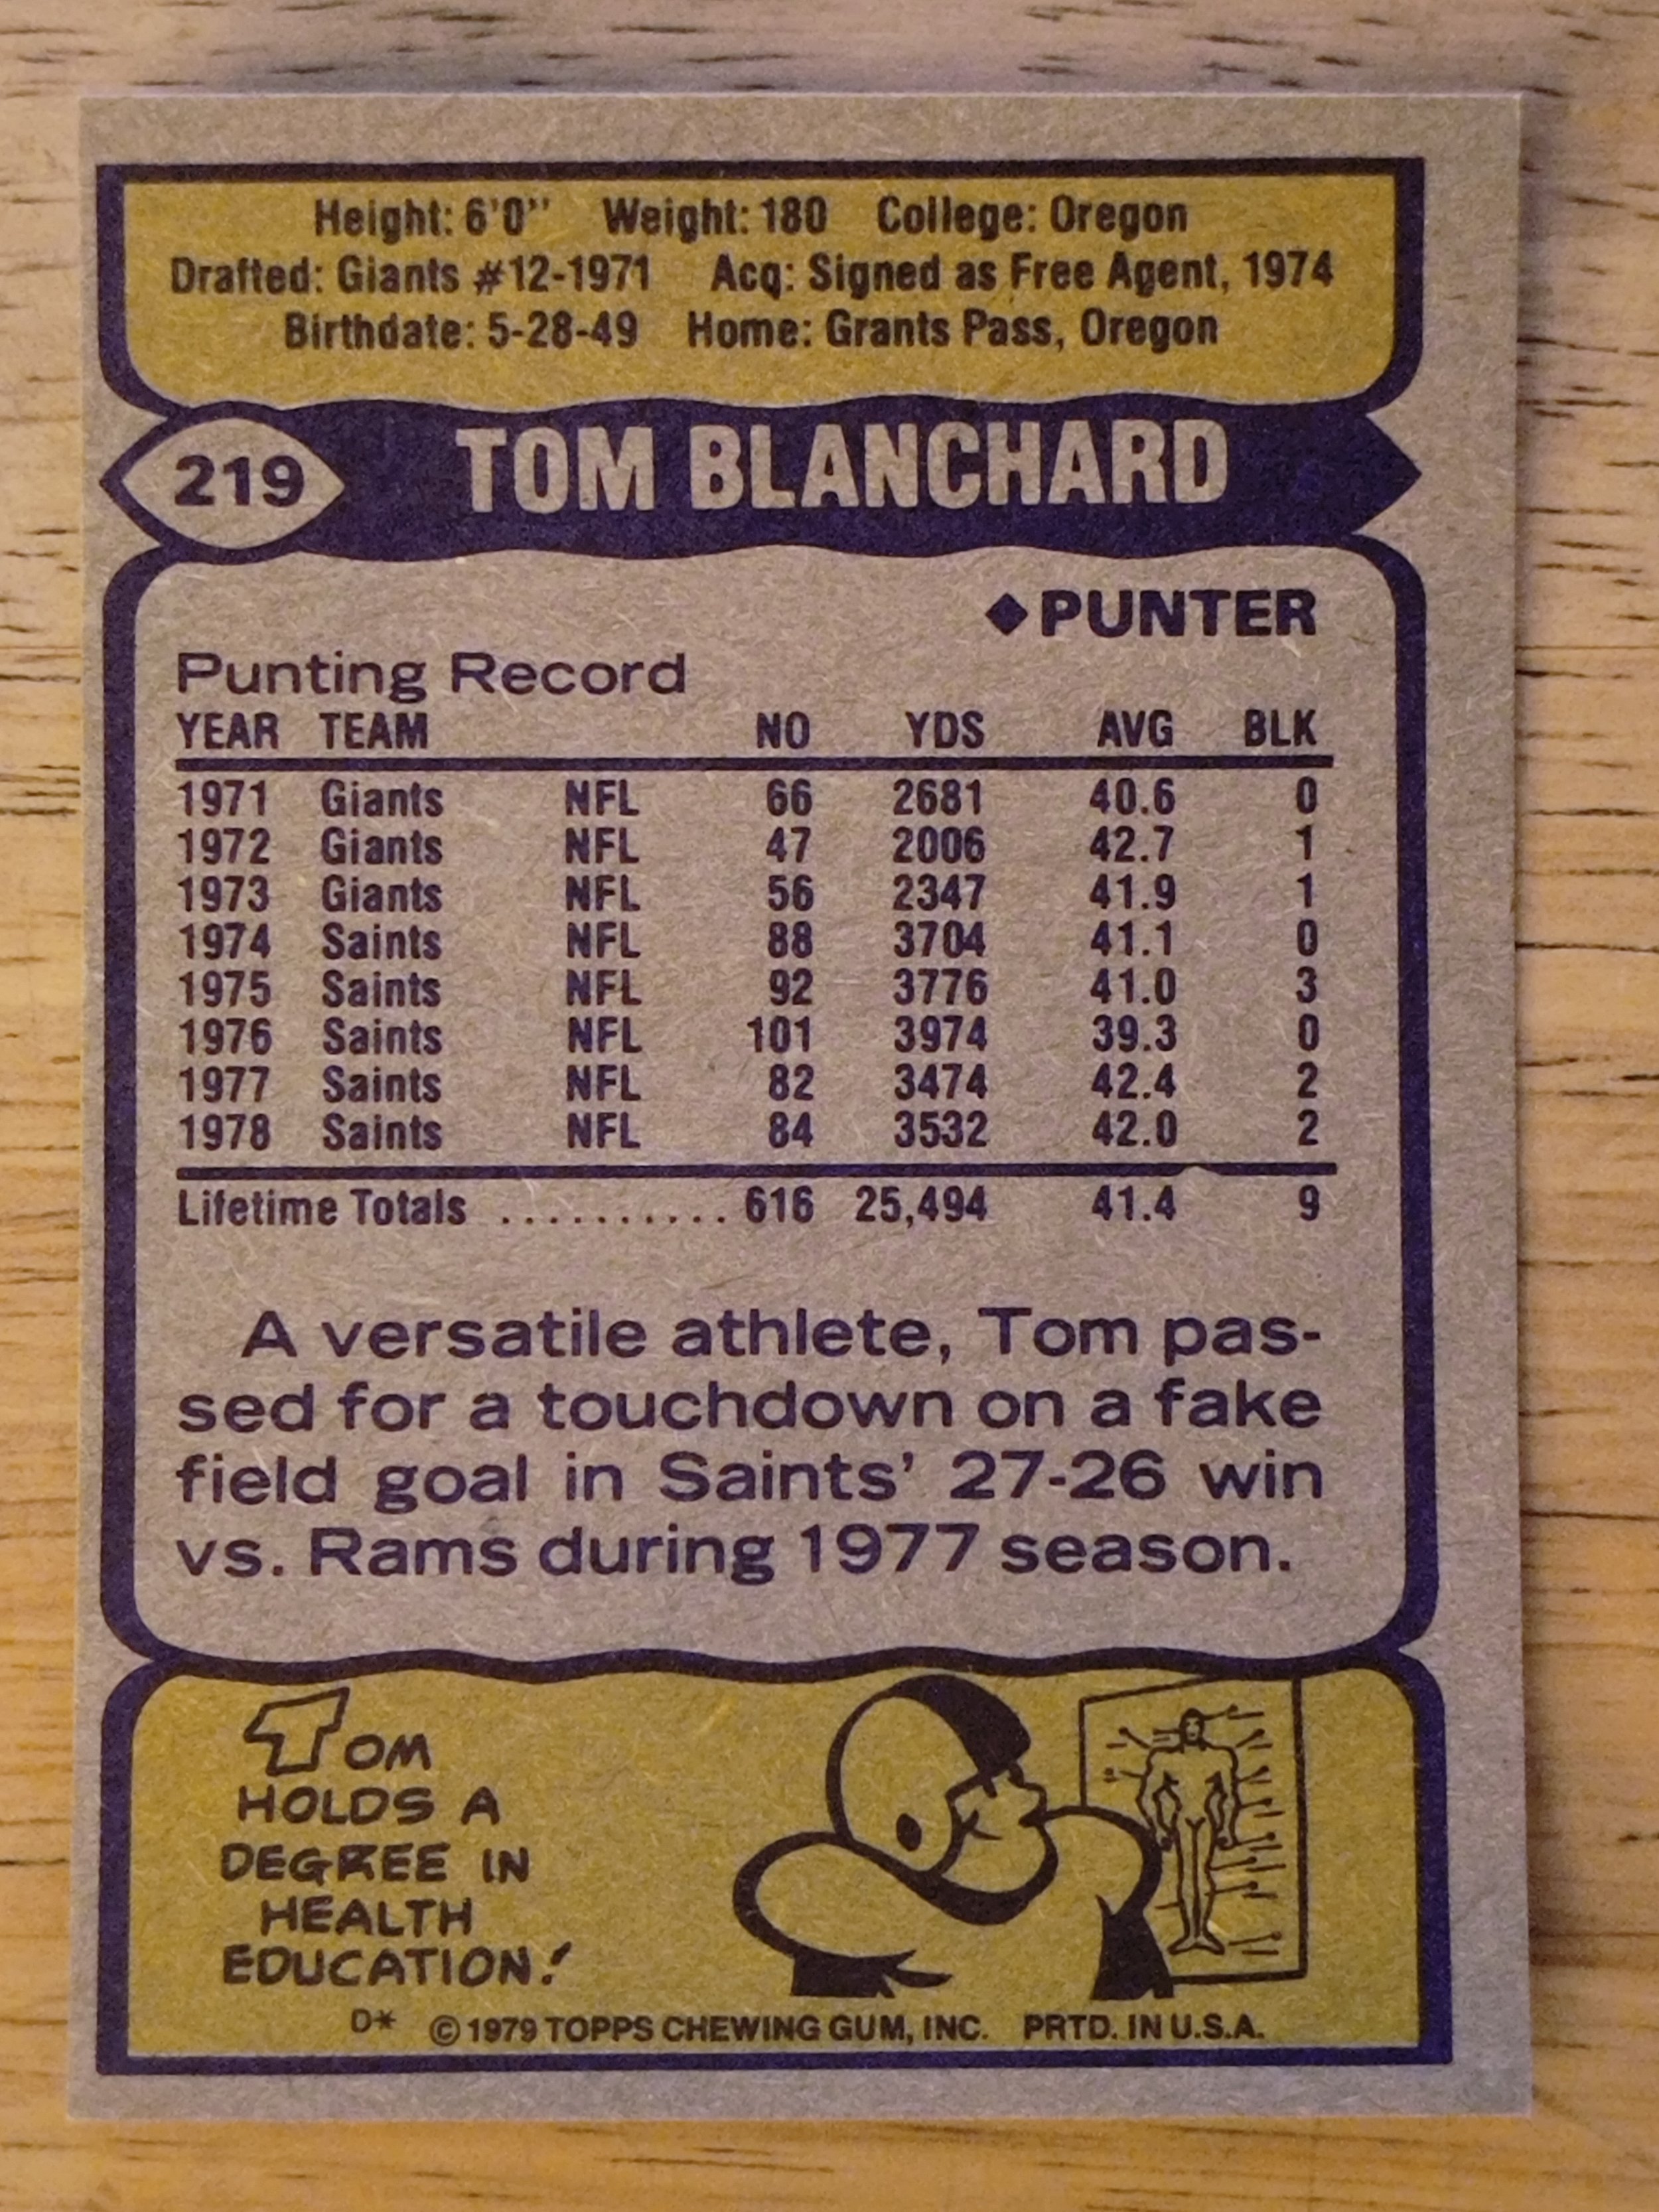 Height: 6'0'' Weight: 180 College: Oregon
Drafted: Giants #12-1971 Acq: Signed as Free Agent, 1974
Birthdate: 5-28-49 Home: Grants Pass, Oregon
219 TOM BLANCHARD
◆PUNTER
Punting Record
YEAR TEAM NO YDS AVG BLK
1971 Giants NFL 66 2681 40.6 0
1972 Giants NFL 47 2006 42.7 1
1973 Giants NFL 56 2347 41.9 1
1974 Saints NFL 88 3704 41.1 0
1975 Saints NFL 92 3776 41.0 3
1976 Saints NFL 101 3974 39.3 0
1977 Saints NFL 82 3474 42.4 2
1978 Saints NFL 84 3532 42.0 2
Lifetime Totals .......... 616 25,494 41.4 9
A versatile athlete, Tom pas-
sed for a touchdown on a fake
field goal in Saints' 27-26 win
vs. Rams during 1977 season.
TOM
HOLDS A
DEGREE IN
HEALTH
EDUCATION!
D* © 1979 TOPPS CHEWING GUM, INC. PRTD. IN U.S.A.